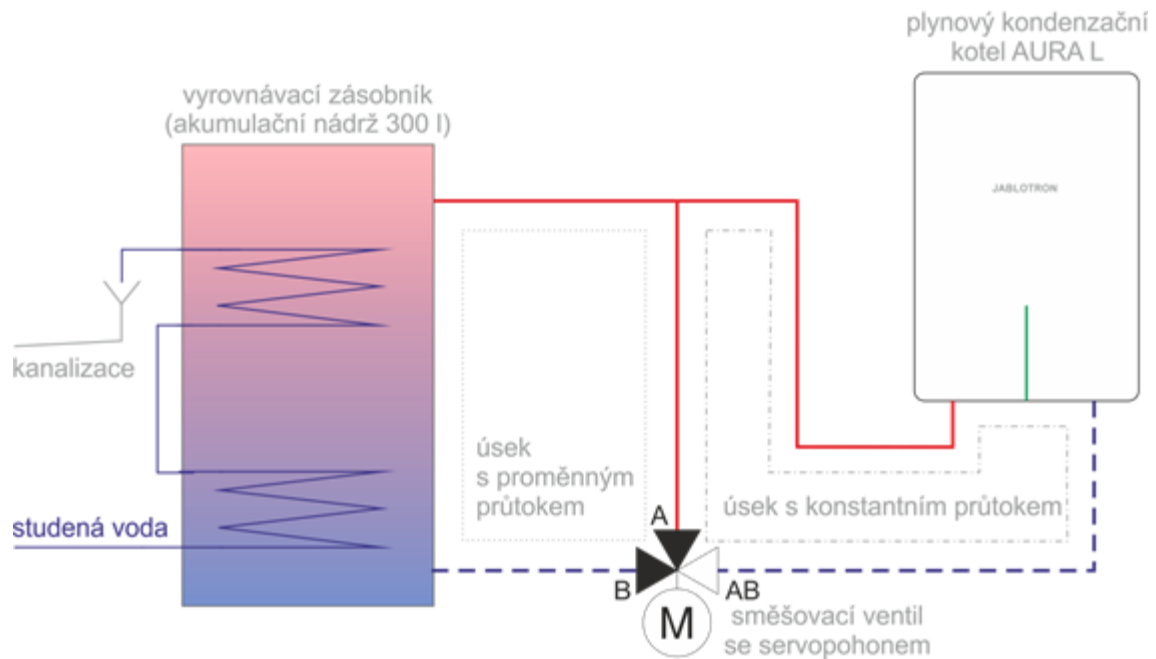 plynový kondenzační
kotel AURA L
vyrovnávací zásobník
(akumulační nádrž 300 l)
JABLOTRON
kanalizace
úsek
s proměnným
průtokem
úsek s konstantním průtokem
studená voda
A
B
AB
M
směšovací ventil
se servopohonem